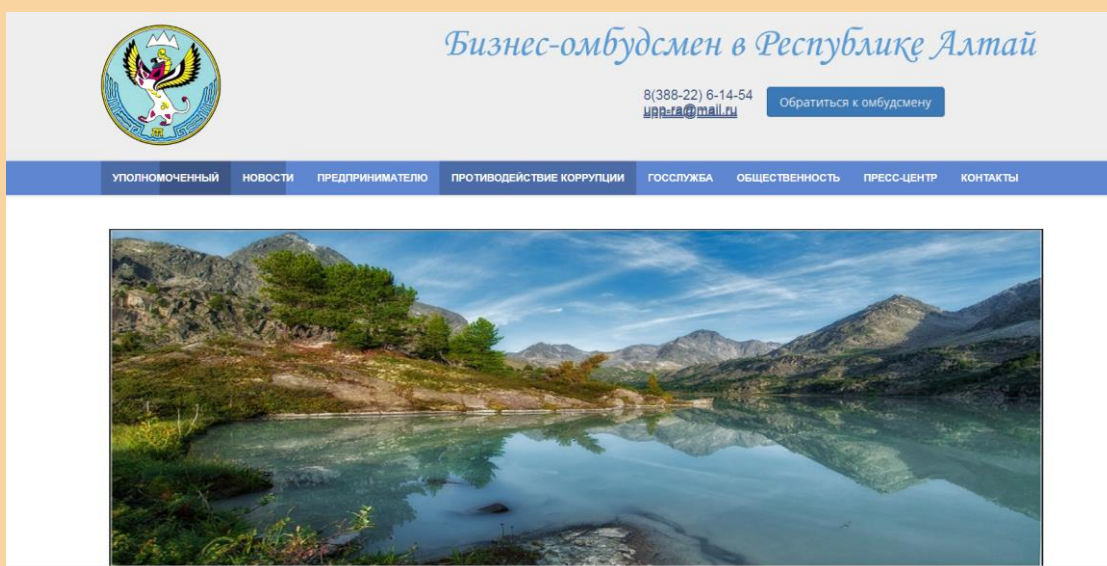 Бизнес-омбудсмен в Республике Алтай
8(388-22) 6-14-54
upp-ra@mail.ru
Обратиться к омбудсмену
УПОЛНОМОЧЕННЫЙ НОВОСТИ ПРЕДПРИНИМАТЕЛЮ ПРОТИВОДЕЙСТВИЕ КОРРУПЦИИ ГОССЛУЖБА ОБЩЕСТВЕННОСТЬ ПРЕСС-ЦЕНТР КОНТАКТЫ